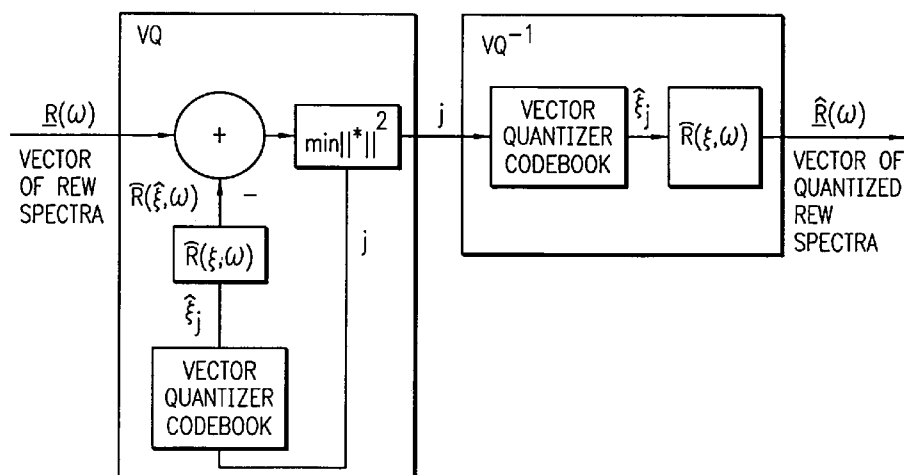 VQ
R(ω)
VECTOR
OF REW
SPECTRA
+
min||*||²
R̂(ξ̂,ω)
−
R̂(ξ,ω)
j
ξ̂j
VECTOR
QUANTIZER
CODEBOOK
j
VQ⁻¹
VECTOR
QUANTIZER
CODEBOOK
ξ̂j
R̂(ξ,ω)
R̂(ω)
VECTOR OF
QUANTIZED
REW
SPECTRA